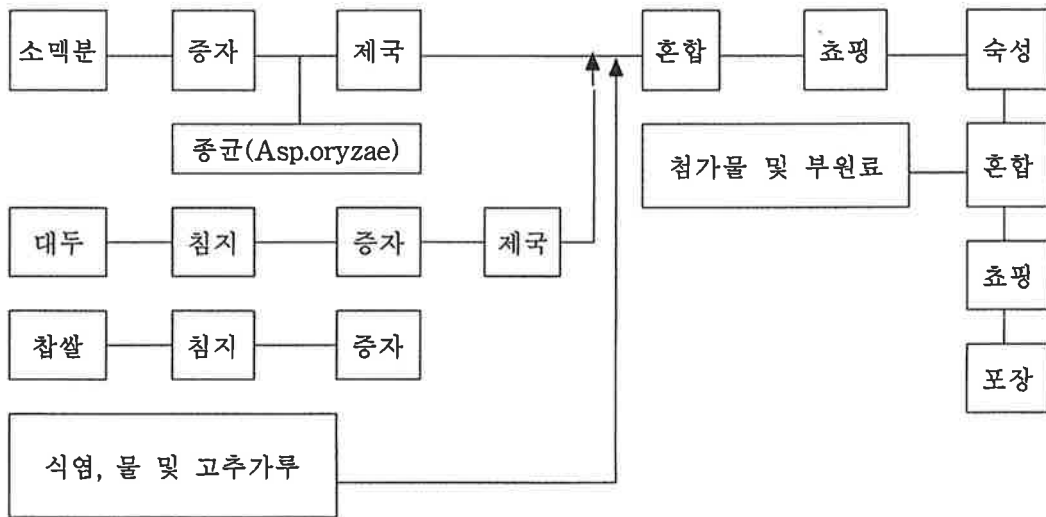 소맥분 증자 제국 혼합 쵸핑 숙성
종균(Asp.oryzae)
첨가물 및 부원료 혼합
대두 침지 증자 제국
쵸핑
찹쌀 침지 증자
포장
식염, 물 및 고추가루